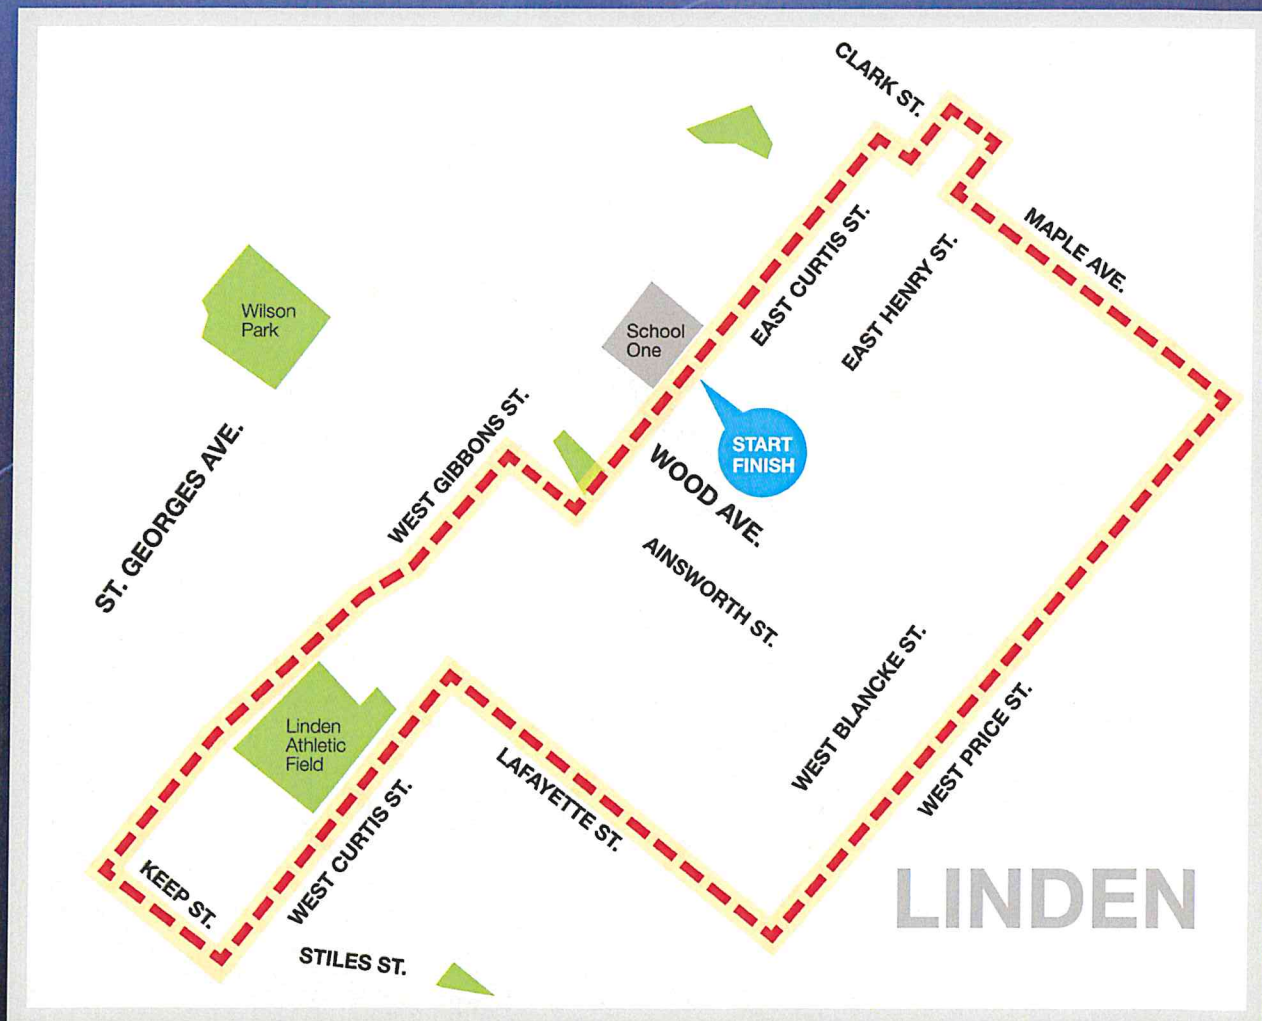 CLARK ST.
MAPLE AVE.
EAST CURTIS ST.
EAST HENRY ST.
Wilson
Park
School
One
START
FINISH
WEST GIBBONS ST.
ST. GEORGES AVE.
WOOD AVE.
AINSWORTH ST.
WEST BLANCKE ST.
WEST PRICE ST.
Linden
Athletic
Field
LAFAYETTE ST.
WEST CURTIS ST.
KEEP ST.
STILES ST.
LINDEN